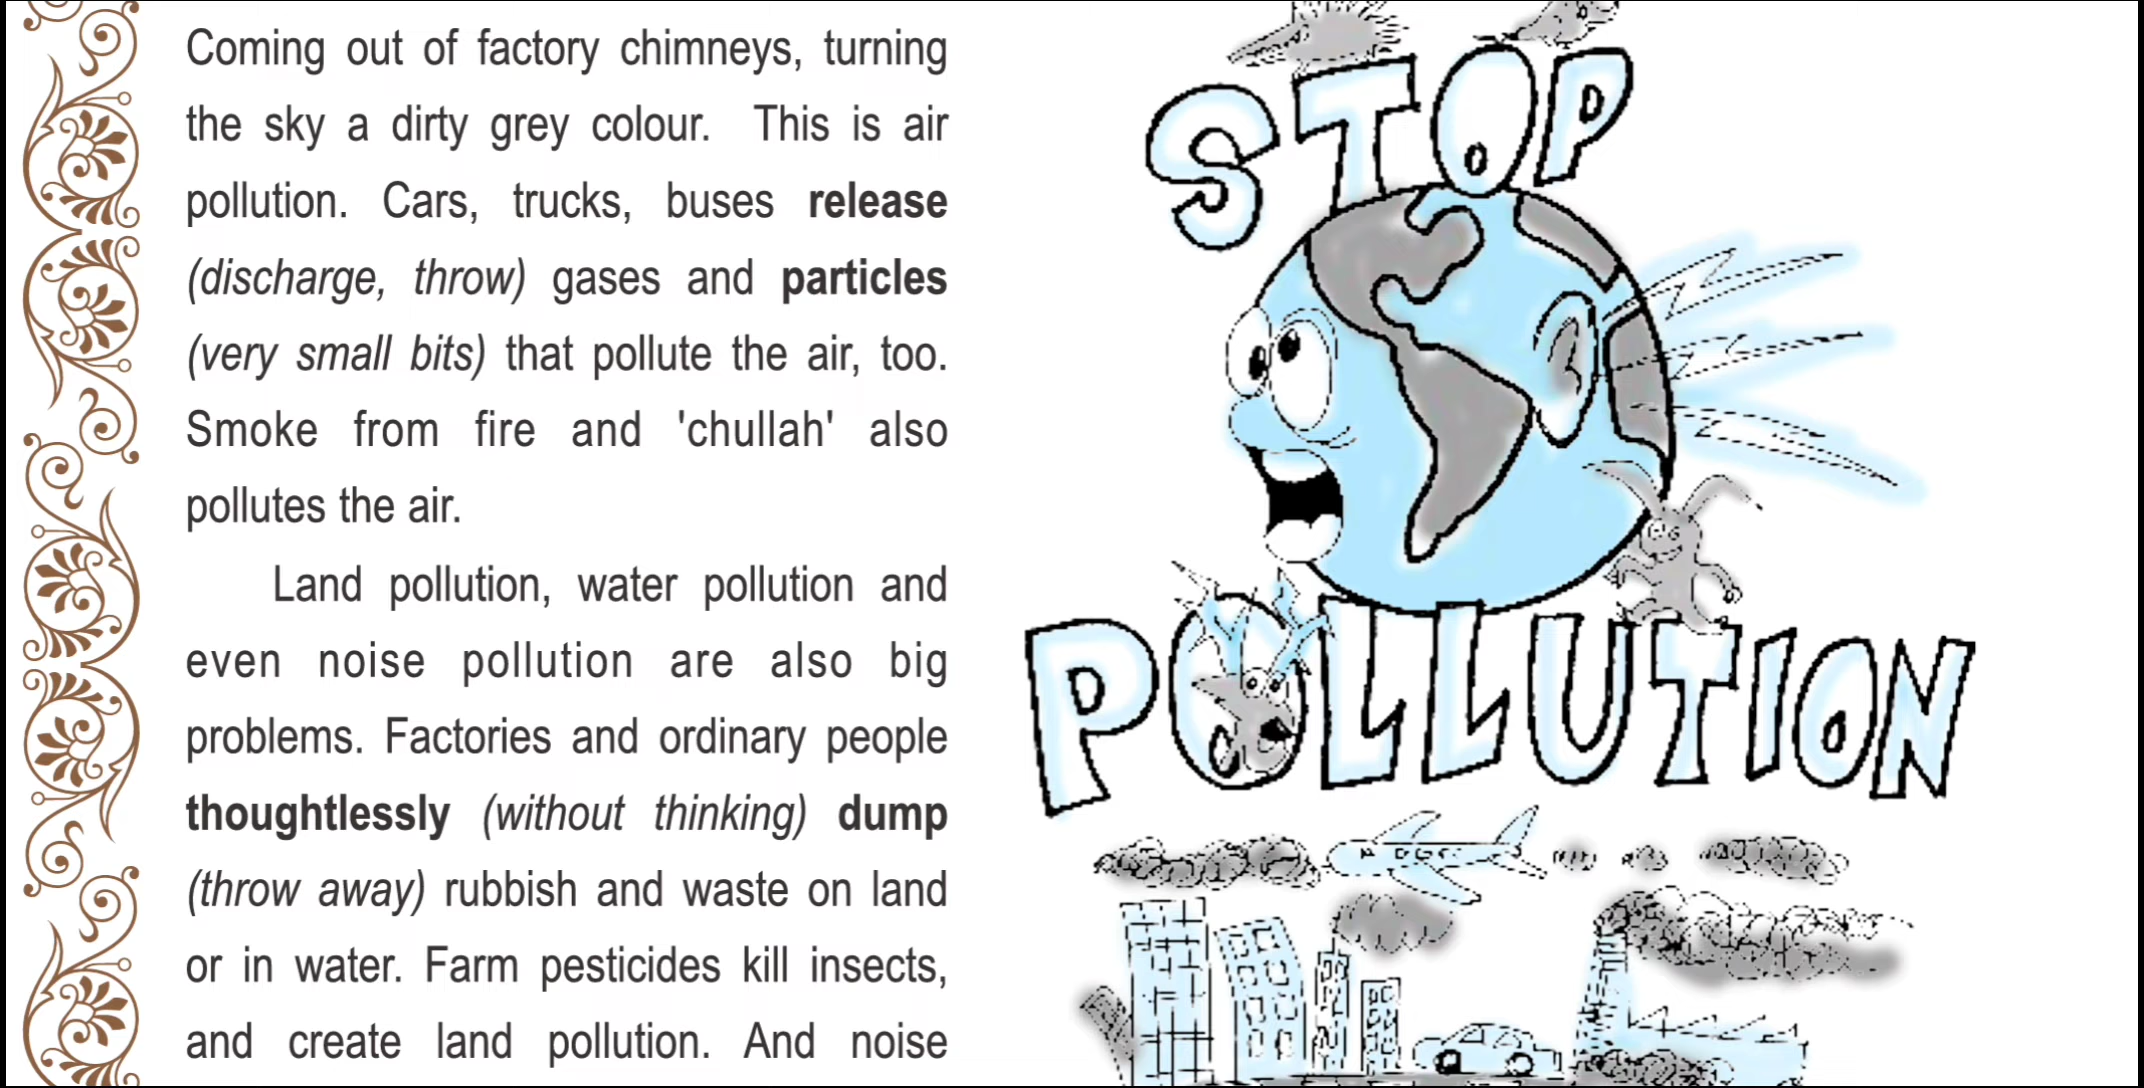 Coming out of factory chimneys, turning
the sky a dirty grey colour. This is air
pollution. Cars, trucks, buses release
(discharge, throw) gases and particles
(very small bits) that pollute the air, too.
Smoke from fire and 'chullah' also
pollutes the air.
Land pollution, water pollution and
even noise pollution are also big
problems. Factories and ordinary people
thoughtlessly (without thinking) dump
(throw away) rubbish and waste on land
or in water. Farm pesticides kill insects,
and create land pollution. And noise
STOP
POLLUTION